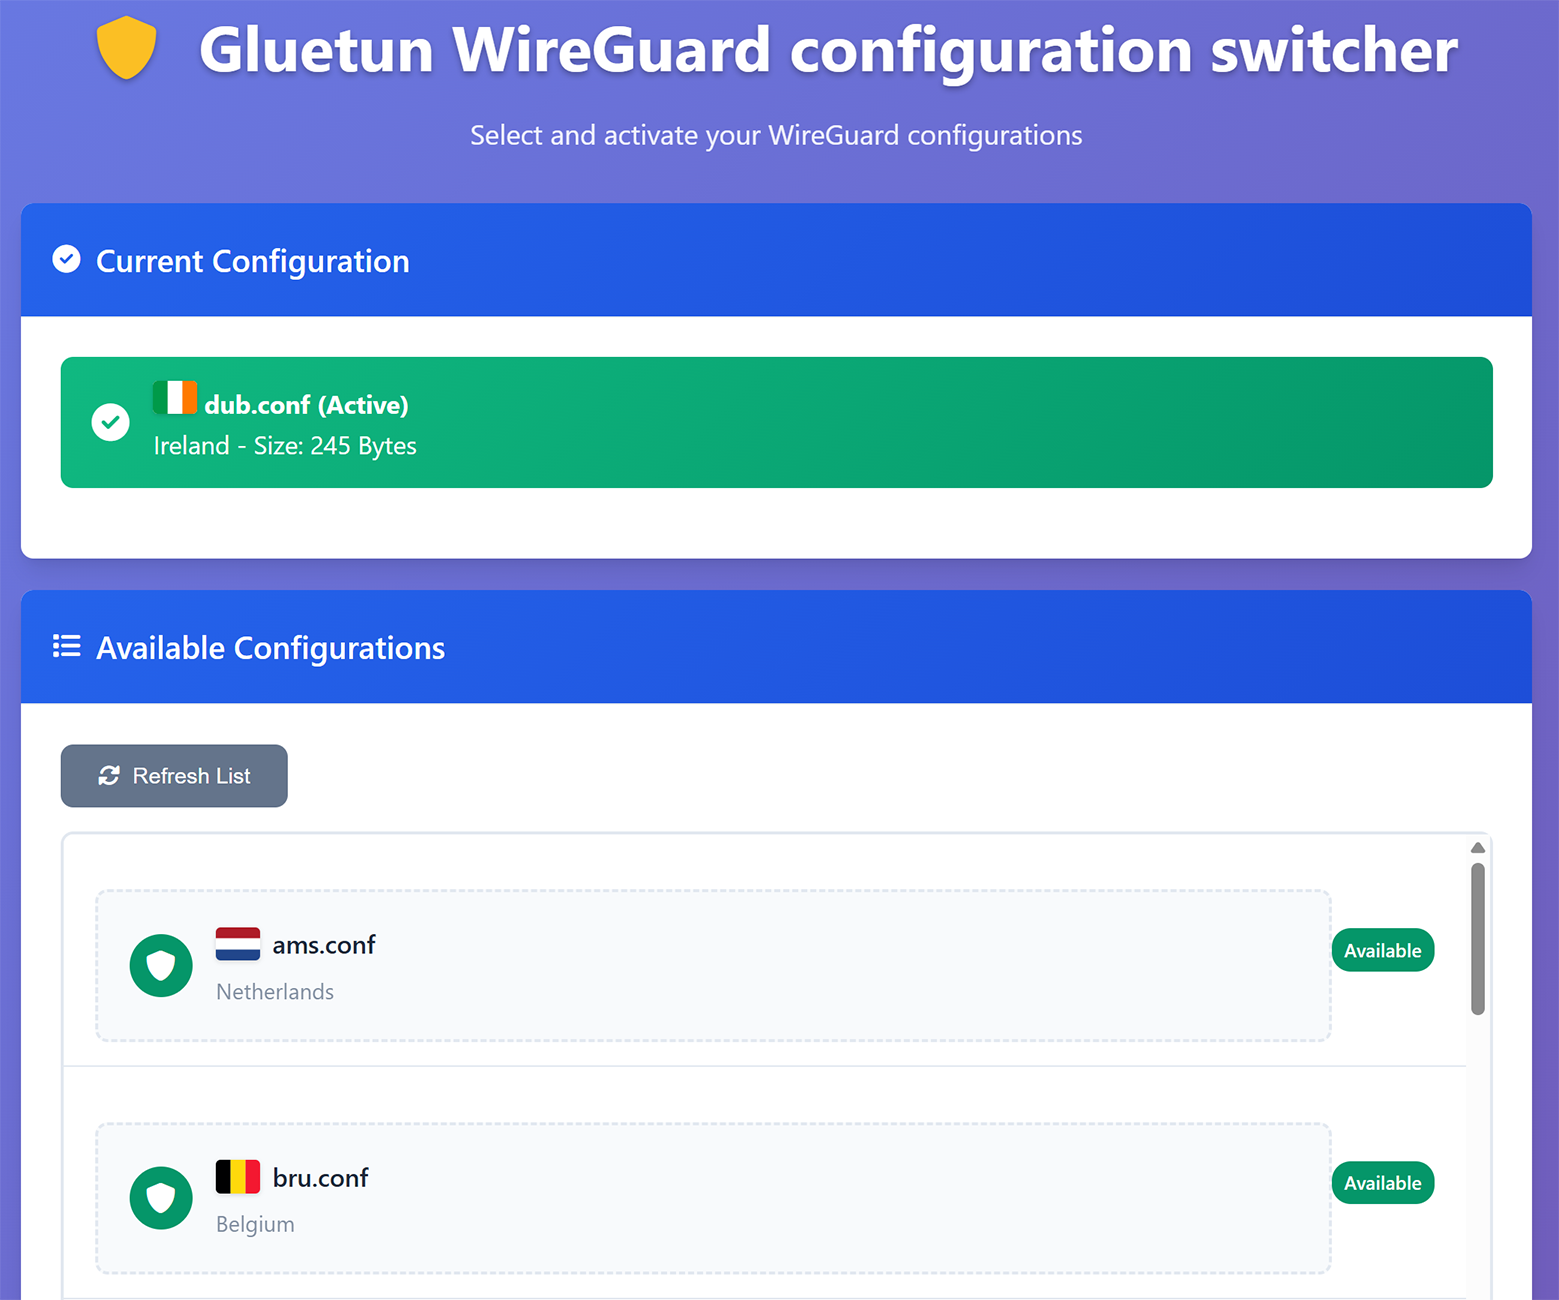 Gluetun WireGuard configuration switcher
Select and activate your WireGuard configurations
Current Configuration
dub.conf (Active)
Ireland - Size: 245 Bytes
Available Configurations
Refresh List
ams.conf
Netherlands
Available
bru.conf
Belgium
Available